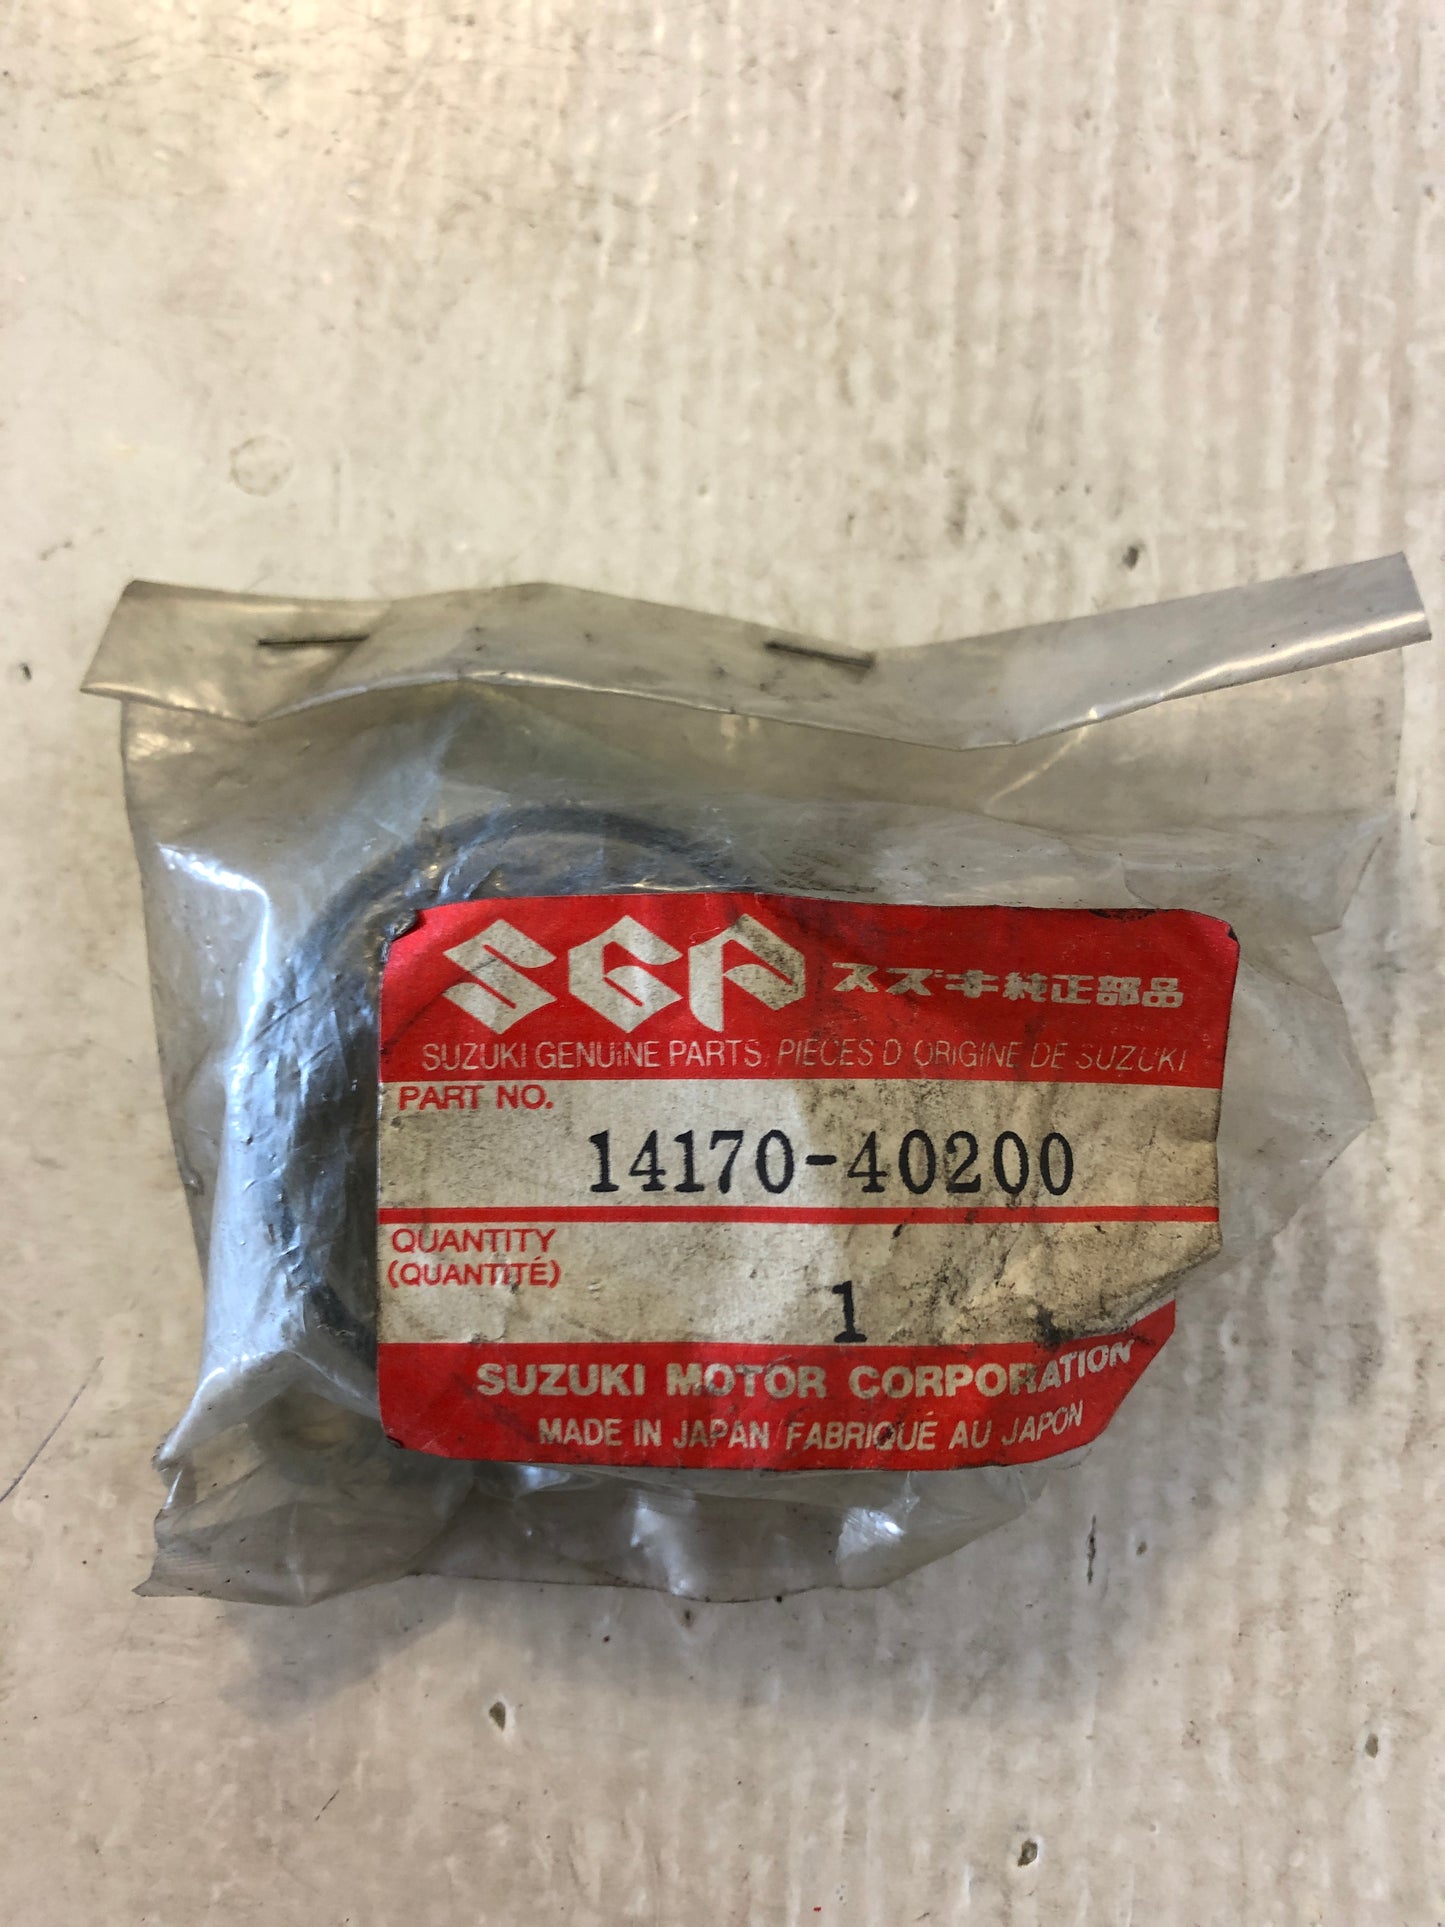 SGP スズキ純正部品
SUZUKI GENUINE PARTS/PIÈCES D'ORIGINE DE SUZUKI
PART NO.
14170-40200
QUANTITY
(QUANTITÉ)
1
SUZUKI MOTOR CORPORATION
MADE IN JAPAN/FABRIQUÉ AU JAPON